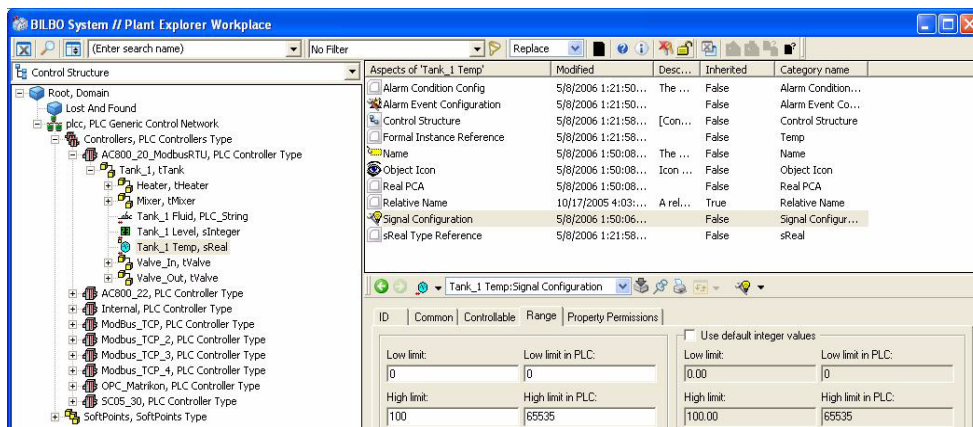 BILBO System // Plant Explorer Workplace
(Enter search name) No Filter Replace
Control Structure
Root, Domain
Lost And Found
plcc, PLC Generic Control Network
Controllers, PLC Controllers Type
AC800_20_ModbusRTU, PLC Controller Type
Tank_1, tTank
Heater, tHeater
Mixer, tMixer
Tank_1 Fluid, PLC_String
Tank_1 Level, sInteger
Tank_1 Temp, sReal
Valve_In, tValve
Valve_Out, tValve
AC800_22, PLC Controller Type
Internal, PLC Controller Type
ModBus_TCP, PLC Controller Type
Modbus_TCP_2, PLC Controller Type
Modbus_TCP_3, PLC Controller Type
Modbus_TCP_4, PLC Controller Type
OPC_Matrikon, PLC Controller Type
SC05_30, PLC Controller Type
SoftPoints, SoftPoints Type
Aspects of 'Tank_1 Temp' Modified Desc... Inherited Category name
Alarm Condition Config 5/8/2006 1:21:50... The ... False Alarm Condition...
Alarm Event Configuration 5/8/2006 1:21:50... False Alarm Event Co...
Control Structure 5/8/2006 1:21:58... [Con... False Control Structure
Formal Instance Reference 5/8/2006 1:21:58... False Temp
Name 5/8/2006 1:50:08... The ... False Name
Object Icon 5/8/2006 1:50:08... Icon ... False Object Icon
Real PCA 5/8/2006 1:50:08... False Real PCA
Relative Name 10/17/2005 4:03:... A rel... True Relative Name
Signal Configuration 5/8/2006 1:50:06... False Signal Configur...
sReal Type Reference 5/8/2006 1:21:58... False sReal
Tank_1 Temp:Signal Configuration
ID Common Controllable Range Property Permissions
Use default integer values
Low limit: Low limit in PLC: Low limit: Low limit in PLC:
0 0 0.00 0
High limit: High limit in PLC: High limit: High limit in PLC:
100 65535 100.00 65535